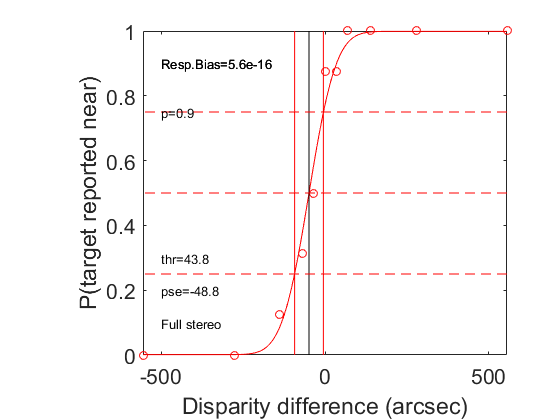 P(target reported near)
1
0.8
0.6
0.4
0.2
0
Resp.Bias=5.6e-16
p=0.9
thr=43.8
pse=-48.8
Full stereo
-500 0 500
Disparity difference (arcsec)